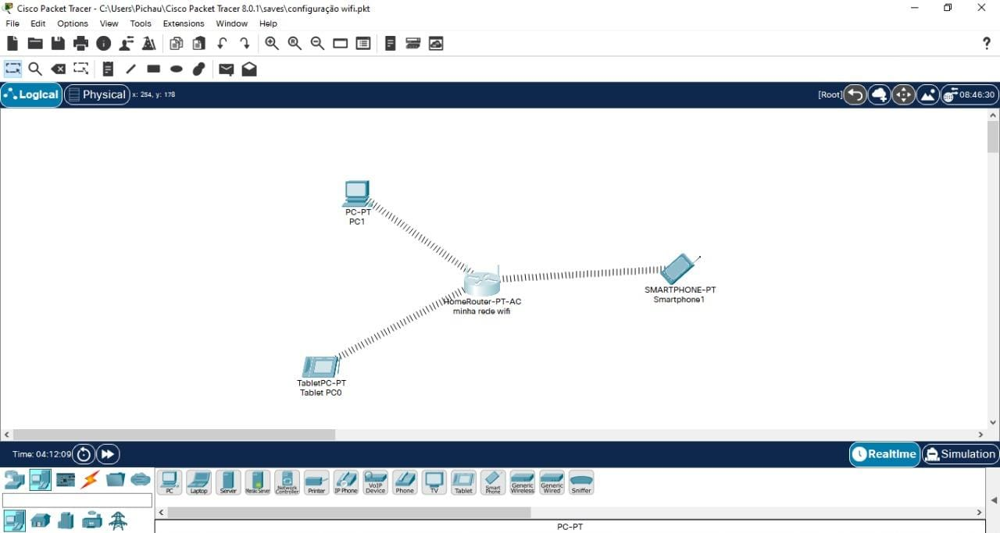 Cisco Packet Tracer - C:\Users\Pichau\Cisco Packet Tracer 8.0.1\saves\configuração wifi.pkt
File Edit Options View Tools Extensions Window Help
Logical Physical x: 254, y: 178 [Root] 08:46:30
PC-PT
PC1
SMARTPHONE-PT
Smartphone1
HomeRouter-PT-AC
minha rede wifi
TabletPC-PT
Tablet PC0
Time: 04:12:09 Realtime Simulation
PC Laptop Server Meraki Server Network Controller Printer IP Phone VoIP Device Phone TV Tablet Smart Phone Generic Wireless Generic Wired Sniffer
PC-PT